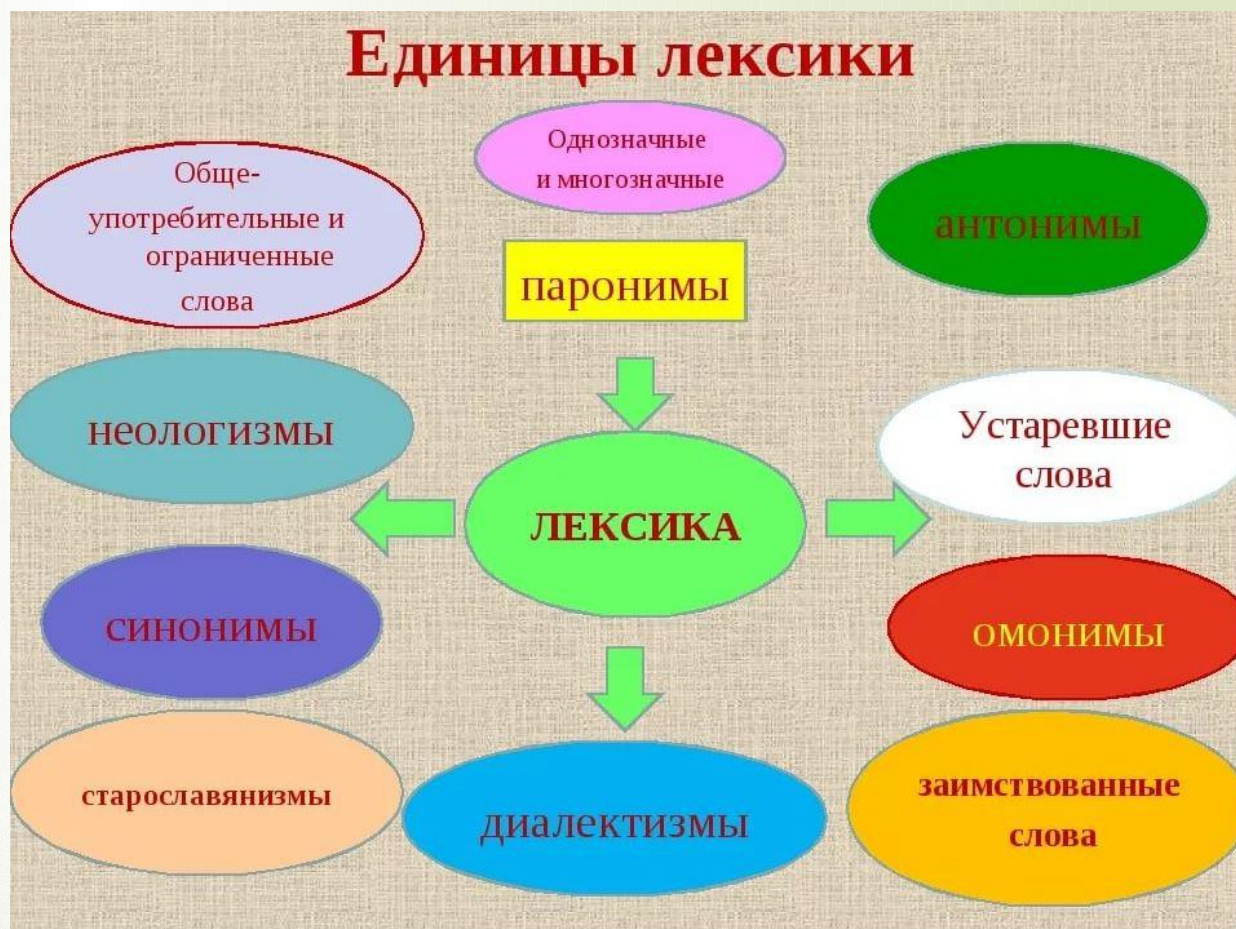 Единицы лексики
Однозначные
и многозначные
Обще-
употребительные и
ограниченные
слова
антонимы
паронимы
неологизмы
Устаревшие
слова
ЛЕКСИКА
синонимы
омонимы
старославянизмы
диалектизмы
заимствованные
слова